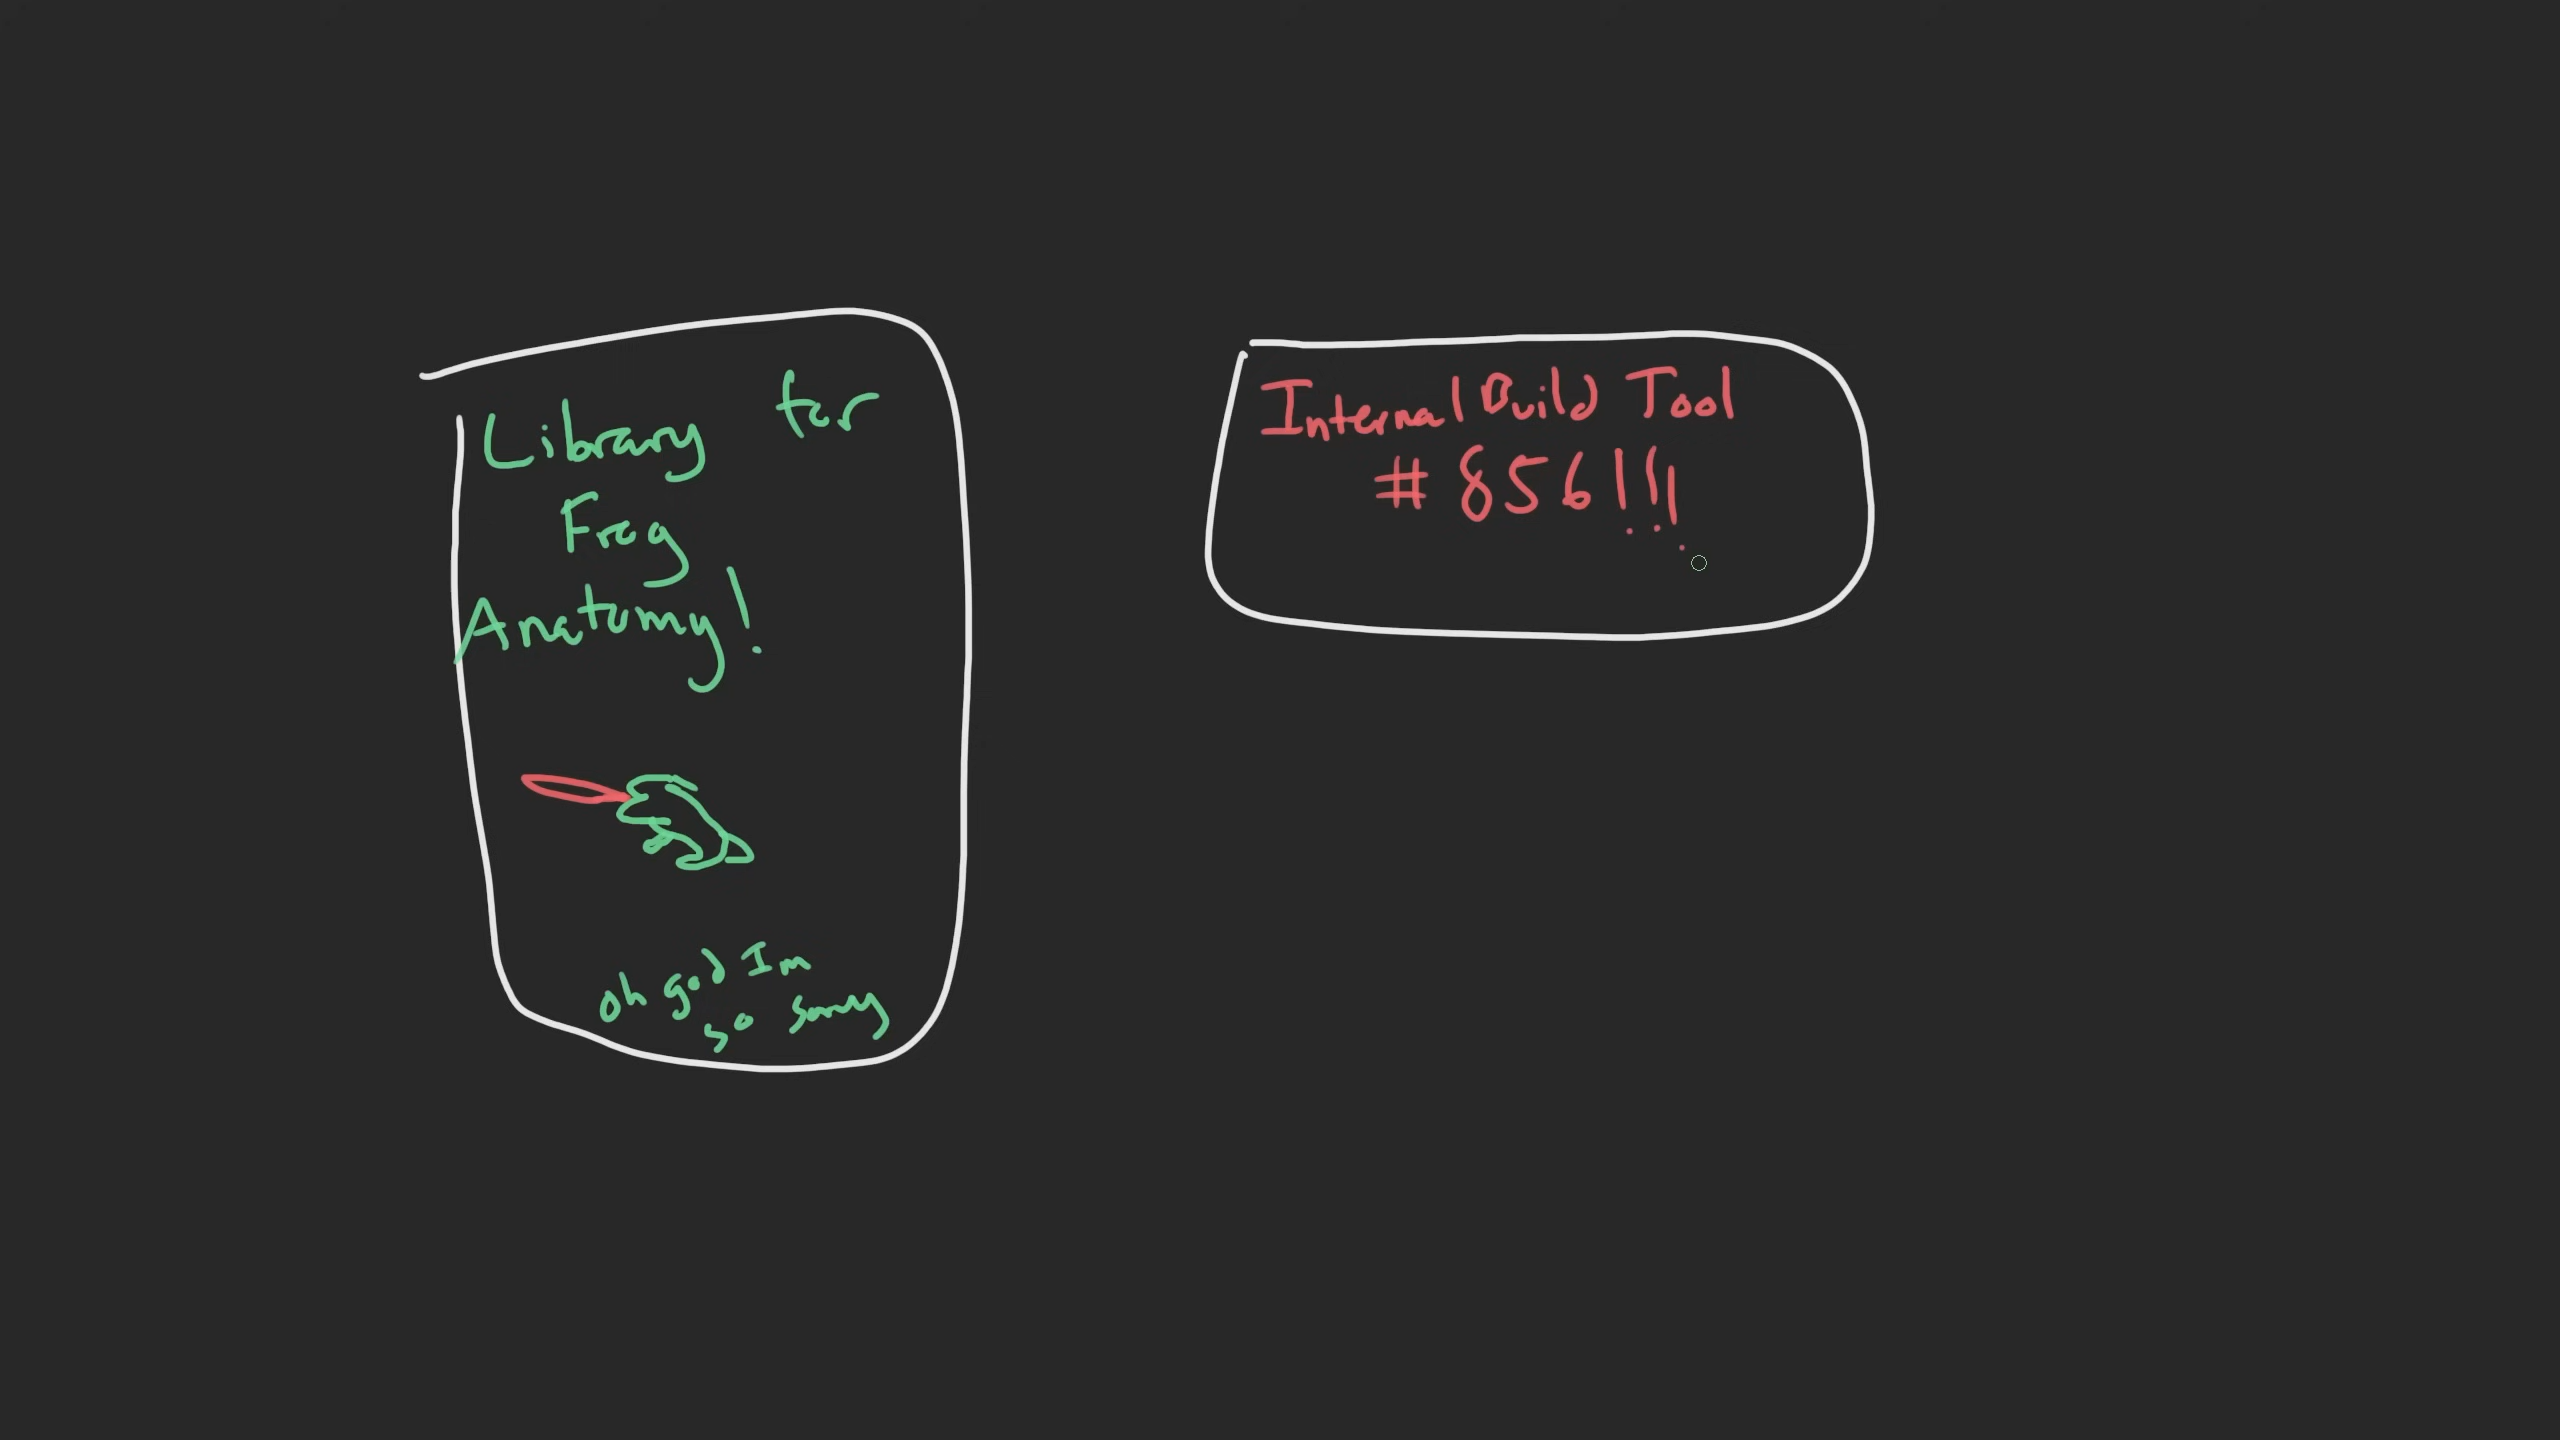 Library for
Frog
Anatomy!
oh god Im
so sorry
Internal Build Tool
#856!!!